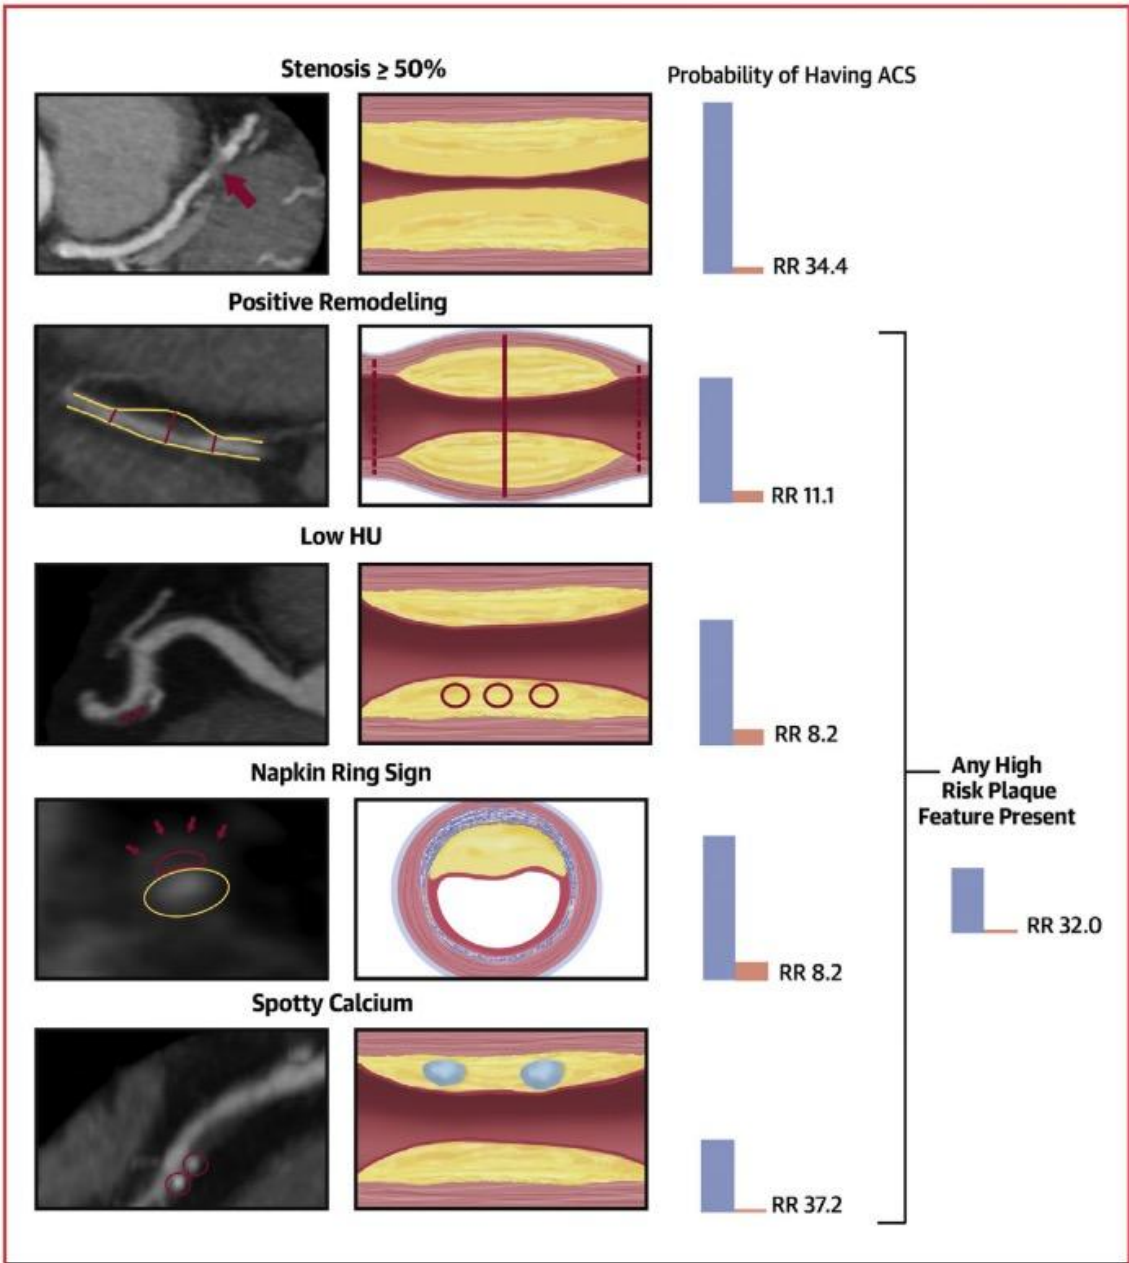 Stenosis ≥ 50%
Probability of Having ACS
RR 34.4
Positive Remodeling
RR 11.1
Low HU
RR 8.2
Napkin Ring Sign
RR 8.2
Spotty Calcium
RR 37.2
Any High
Risk Plaque
Feature Present
RR 32.0